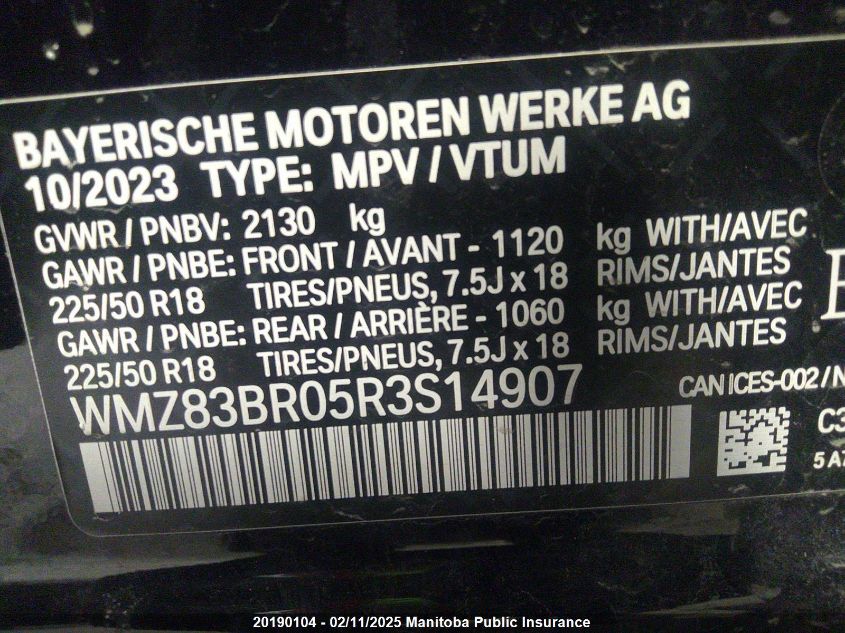 BAYERISCHE MOTOREN WERKE AG
10/2023 TYPE: MPV / VTUM
GVWR / PNBV: 2130 kg
GAWR / PNBE: FRONT / AVANT - 1120 kg WITH/AVEC
225/50 R18 TIRES/PNEUS, 7.5J x 18 RIMS/JANTES
GAWR / PNBE: REAR / ARRIÈRE - 1060 kg WITH/AVEC
225/50 R18 TIRES/PNEUS, 7.5J x 18 RIMS/JANTES
WMZ83BR05R3S14907
CAN ICES-002 / N
C3
5 A7
20190104 - 02/11/2025 Manitoba Public Insurance